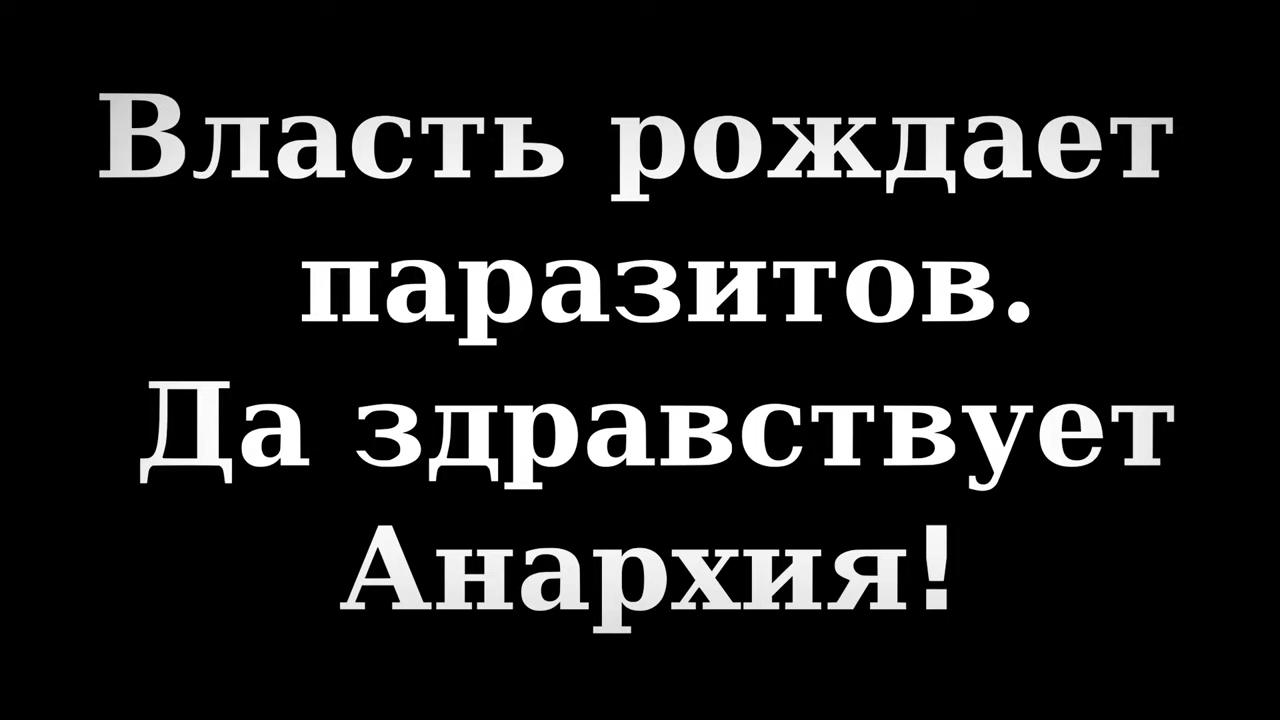 Власть рождает
паразитов.
Да здравствует
Анархия!